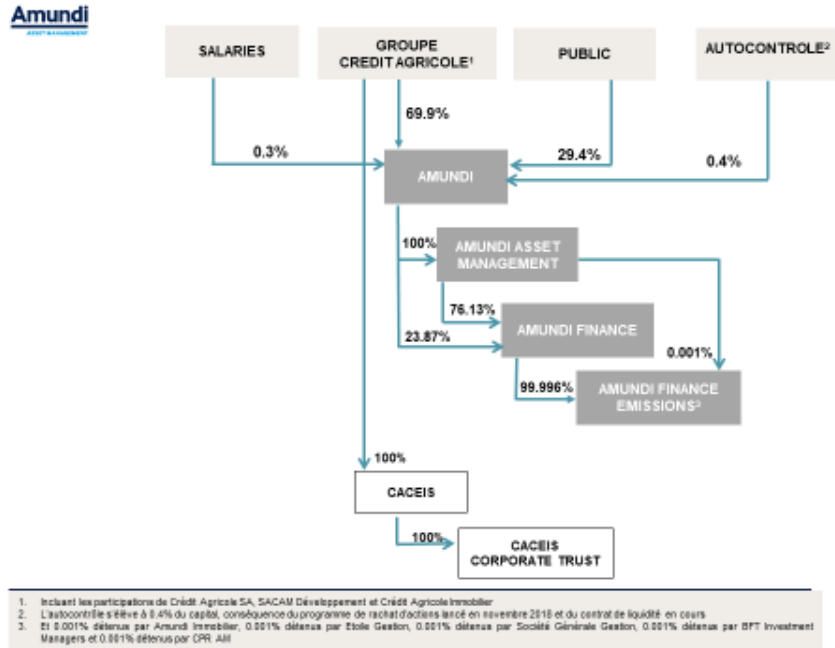 Amundi
ASSET MANAGEMENT
SALARIES
GROUPE
CREDIT AGRICOLE¹
PUBLIC
AUTOCONTROLE²
69.9%
0.3%
29.4%
0.4%
AMUNDI
100%
AMUNDI ASSET
MANAGEMENT
76.13%
23.87%
AMUNDI FINANCE
0.001%
99.996%
AMUNDI FINANCE
EMISSIONS³
100%
CACEIS
100%
CACEIS
CORPORATE TRUST
1. Incluant les participations de Crédit Agricole SA, SACAM Développement et Crédit Agricole Immobilier
2. L'autocontrôle s'élève à 0.4% du capital, conséquence du programme de rachat d'actions lancé en novembre 2018 et du contrat de liquidité en cours
3. Et 0.001% détenus par Amundi Immobilier, 0.001% détenus par Etoile Gestion, 0.001% détenus par Société Générale Gestion, 0.001% détenus par BFT Investment
Managers et 0.001% détenus par CPR AM